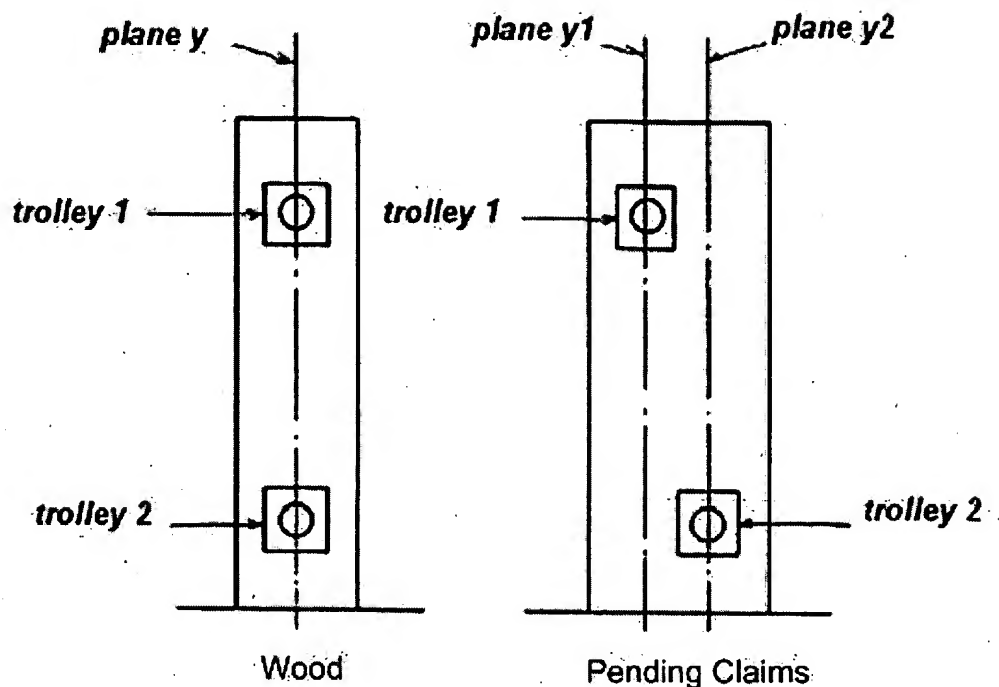 plane y
plane y1
plane y2
trolley 1
trolley 1
trolley 2
trolley 2
Wood
Pending Claims